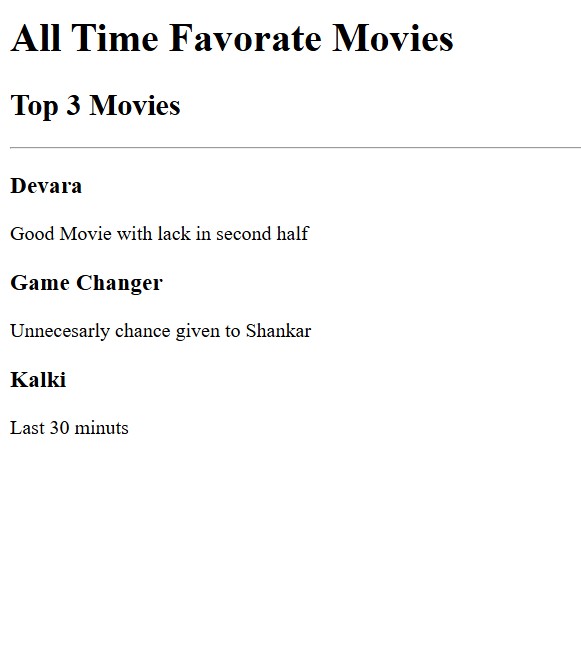 All Time Favorate Movies
Top 3 Movies
Devara
Good Movie with lack in second half
Game Changer
Unnecesarly chance given to Shankar
Kalki
Last 30 minuts